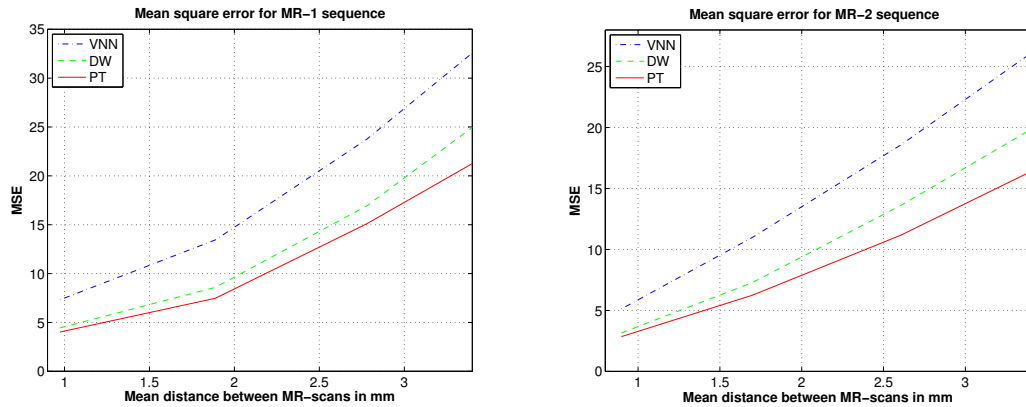 Mean square error for MR−1 sequence
35
30
25
20
15
10
5
0
MSE
VNN
DW
PT
1
1.5
2
2.5
3
Mean distance between MR−scans in mm
Mean square error for MR−2 sequence
25
20
15
10
5
0
MSE
VNN
DW
PT
1
1.5
2
2.5
3
Mean distance between MR−scans in mm